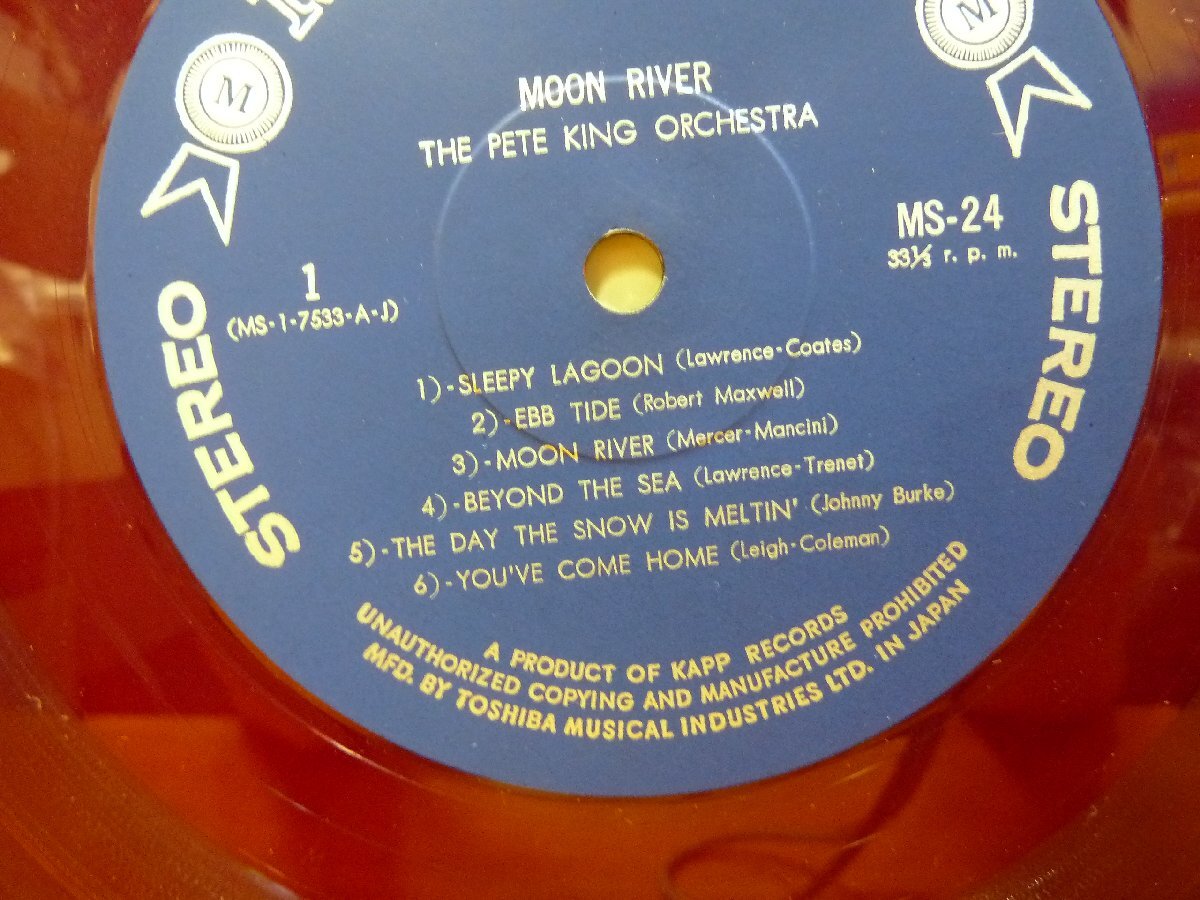 M
M
MOON RIVER
THE PETE KING ORCHESTRA
MS-24
33⅓ r. p. m.
1
(MS-1-7533-A-J)
STEREO
STEREO
1)-SLEEPY LAGOON (Lawrence-Coates)
2)-EBB TIDE (Robert Maxwell)
3)-MOON RIVER (Mercer-Mancini)
4)-BEYOND THE SEA (Lawrence-Trenet)
5)-THE DAY THE SNOW IS MELTIN' (Johnny Burke)
6)-YOU'VE COME HOME (Leigh-Coleman)
A PRODUCT OF KAPP RECORDS
UNAUTHORIZED COPYING AND MANUFACTURE PROHIBITED
MFD. BY TOSHIBA MUSICAL INDUSTRIES LTD. IN JAPAN